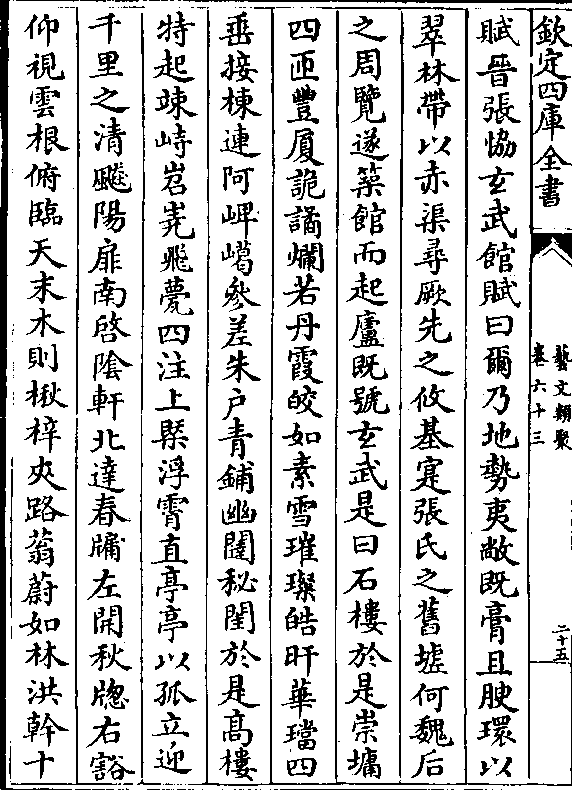 欽定四庫全書
藝文類聚
卷六十三
二十五
賦晉張恊玄武館賦曰爾乃地勢夷敞既膏且腴環以
翠林帶以赤渠尋厥先之攸基寔張氏之舊墟何魏后
之周覽遂築館而起廬既號玄武是曰石樓於是崇墉
四匝豐厦詭譎爛若丹霞皎如素雪璀璨皓旰華璫四
垂接棟連阿岬嶱參差朱户青鋪幽闥秘閨於是髙樓
特起竦峙岧嶤飛甍四注上緊浮霄直亭亭以孤立迎
千里之清飈陽扉南啓陰軒北達春牖左開秋牎右豁
仰視雲根俯臨天末木則楸梓夾路蓊蔚如林洪幹十